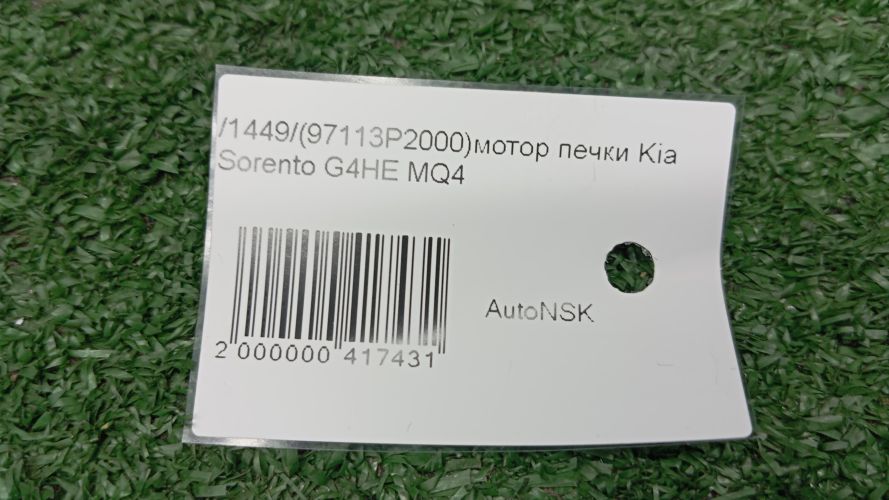 /1449/(97113P2000)мотор печки Kia
Sorento G4HE MQ4
AutoNSK
2 000000 417431